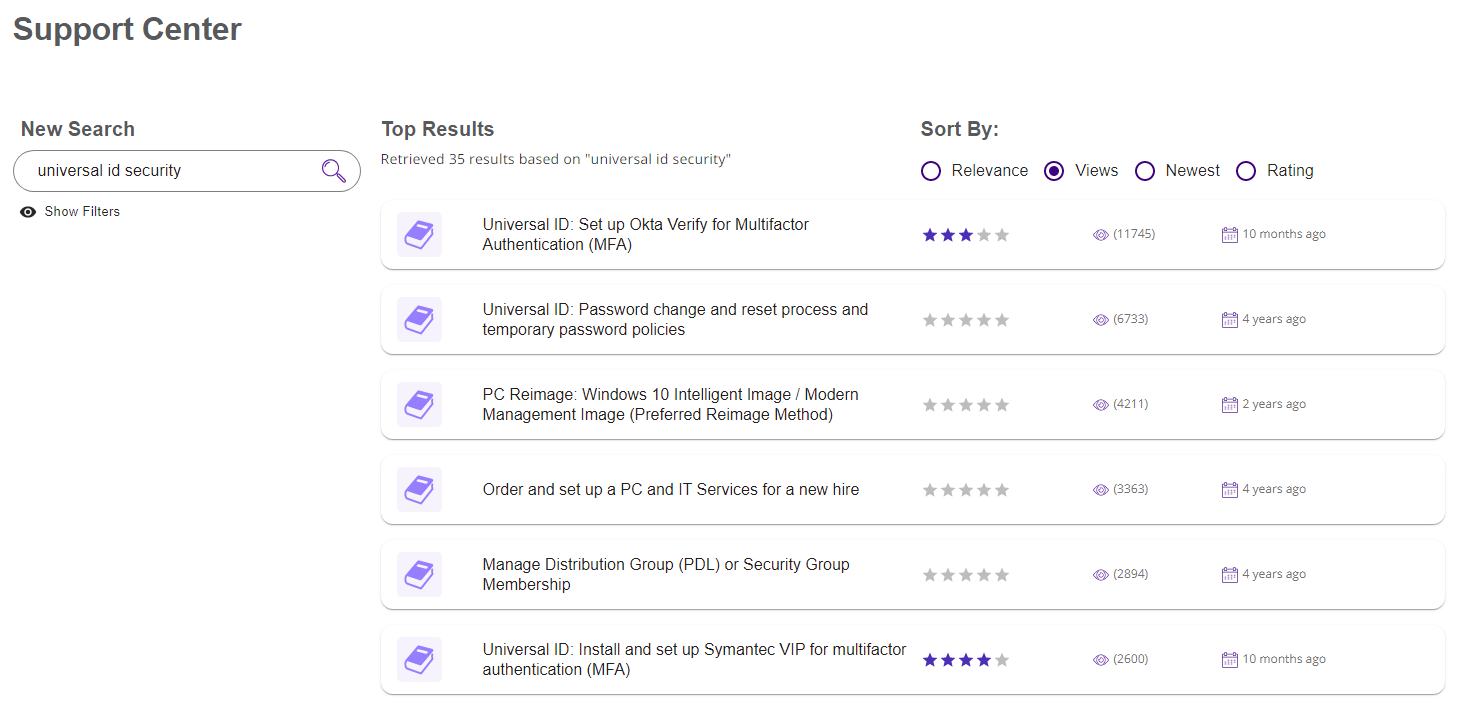 Support Center
New Search
universal id security
Show Filters
Top Results
Retrieved 35 results based on "universal id security"
Sort By:
Relevance Views Newest Rating
Universal ID: Set up Okta Verify for Multifactor
Authentication (MFA)
(11745)
10 months ago
Universal ID: Password change and reset process and
temporary password policies
(6733)
4 years ago
PC Reimage: Windows 10 Intelligent Image / Modern
Management Image (Preferred Reimage Method)
(4211)
2 years ago
Order and set up a PC and IT Services for a new hire
(3363)
4 years ago
Manage Distribution Group (PDL) or Security Group
Membership
(2894)
4 years ago
Universal ID: Install and set up Symantec VIP for multifactor
authentication (MFA)
(2600)
10 months ago